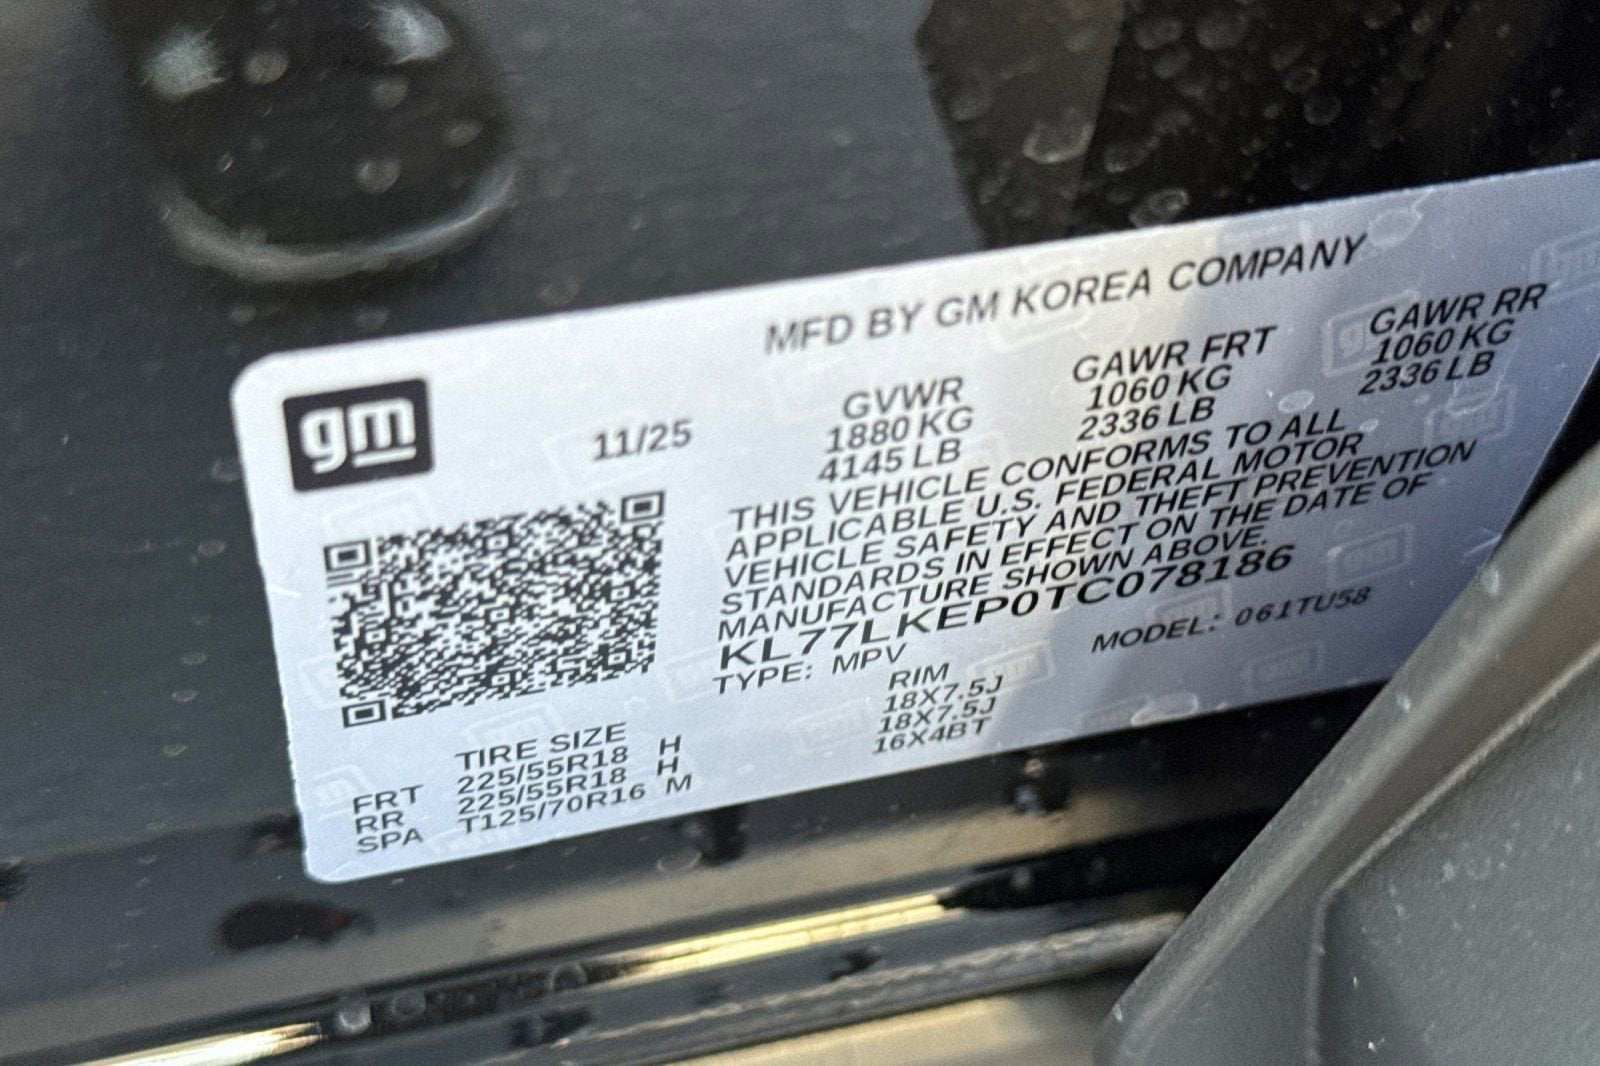 MFD BY GM KOREA COMPANY
gm
11/25
GVWR GAWR FRT GAWR RR
1880 KG 1060 KG 1060 KG
4145 LB 2336 LB 2336 LB
THIS VEHICLE CONFORMS TO ALL
APPLICABLE U.S. FEDERAL MOTOR
VEHICLE SAFETY AND THEFT PREVENTION
STANDARDS IN EFFECT ON THE DATE OF
MANUFACTURE SHOWN ABOVE.
KL77LKEP0TC078186
TYPE: MPV MODEL: 061TU58
TIRE SIZE RIM
FRT 225/55R18 H 18X7.5J
RR 225/55R18 H 18X7.5J
SPA T125/70R16 M 16X4BT